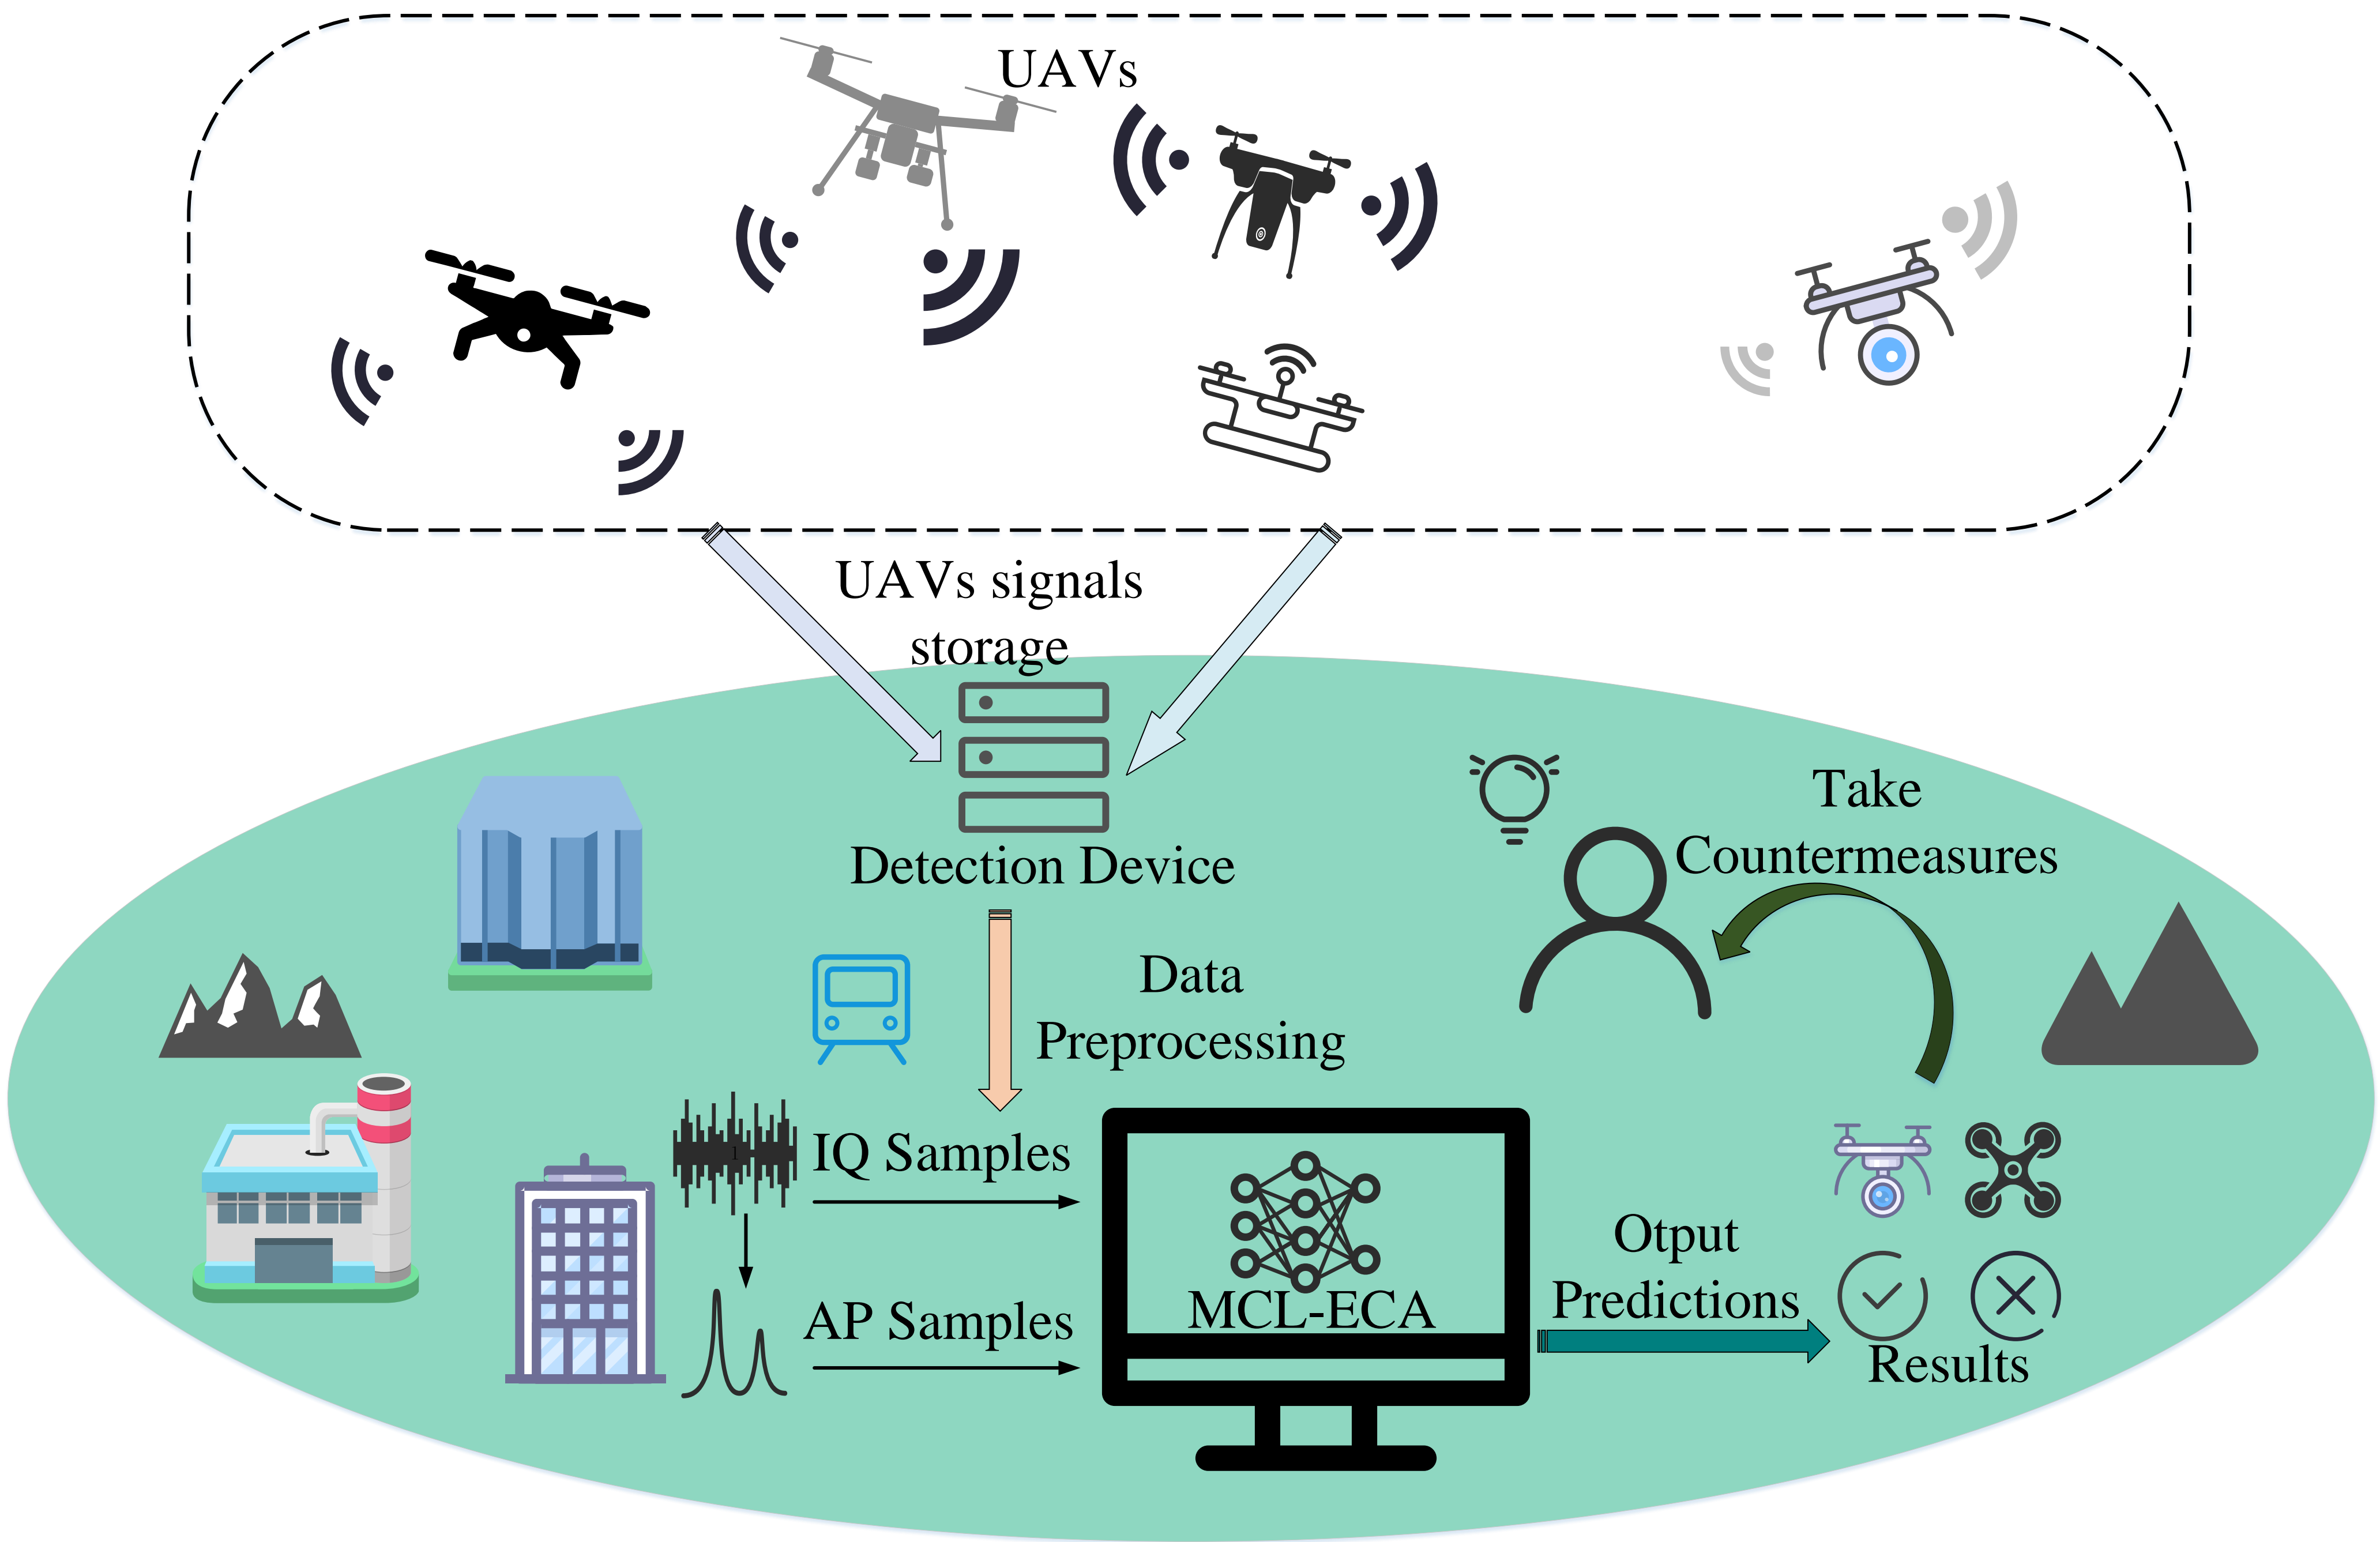 UAVs
UAVs signals
storage
Detection Device
Take
Countermeasures
Data
Preprocessing
1
IQ Samples
AP Samples
MCL-ECA
Otput
Predictions
Results